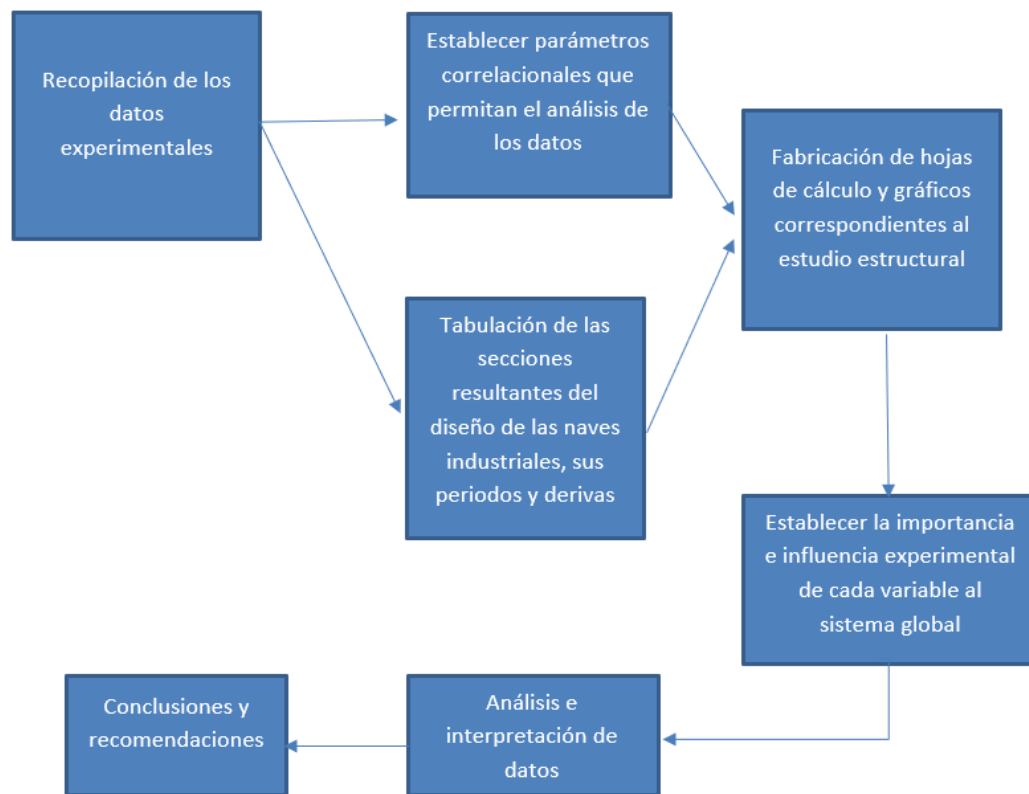 Recopilación de los
datos
experimentales
Establecer parámetros
correlacionales que
permitan el análisis de
los datos
Fabricación de hojas
de cálculo y gráficos
correspondientes al
estudio estructural
Tabulación de las
secciones
resultantes del
diseño de las naves
industriales, sus
periodos y derivas
Establecer la importancia
e influencia experimental
de cada variable al
sistema global
Análisis e
interpretación de
datos
Conclusiones y
recomendaciones